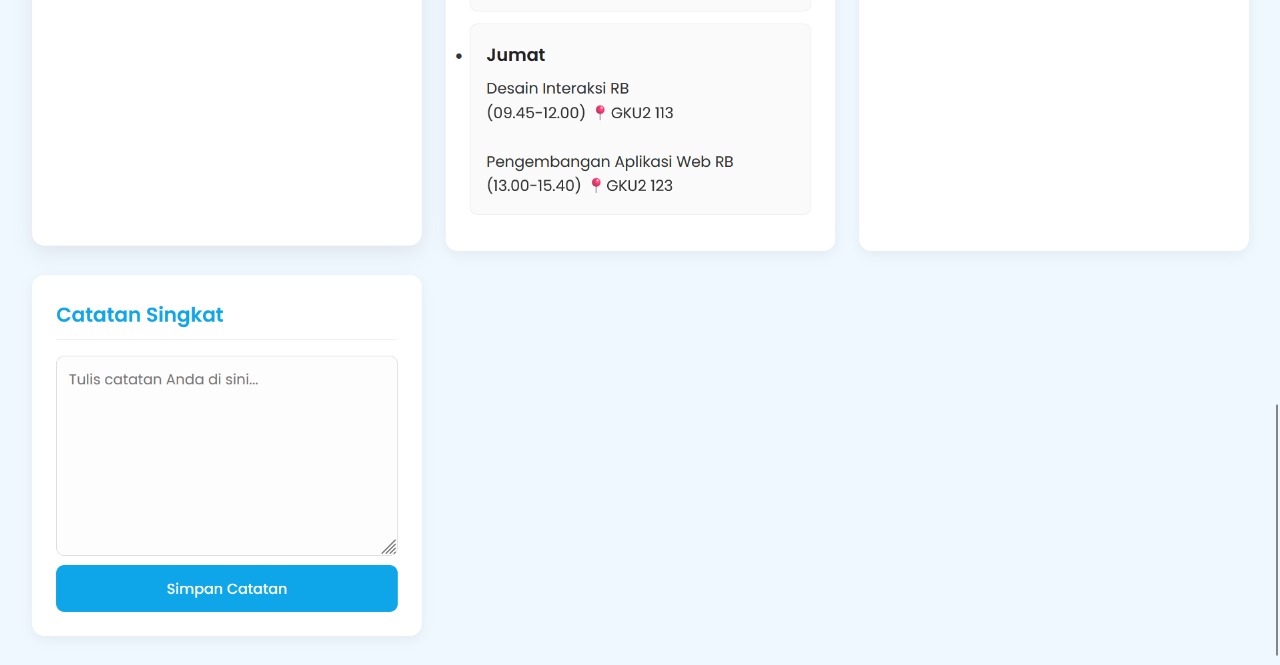 Jumat
Desain Interaksi RB
(09.45-12.00) 📍 GKU2 113
Pengembangan Aplikasi Web RB
(13.00-15.40) 📍 GKU2 123
Catatan Singkat
Tulis catatan Anda di sini...
Simpan Catatan